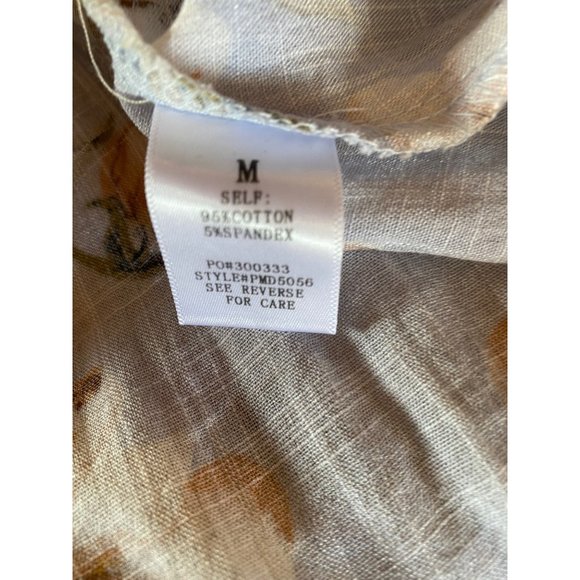 M
SELF:
95%COTTON
5%SPANDEX
PO#300333
STYLE#PMD5056
SEE REVERSE
FOR CARE